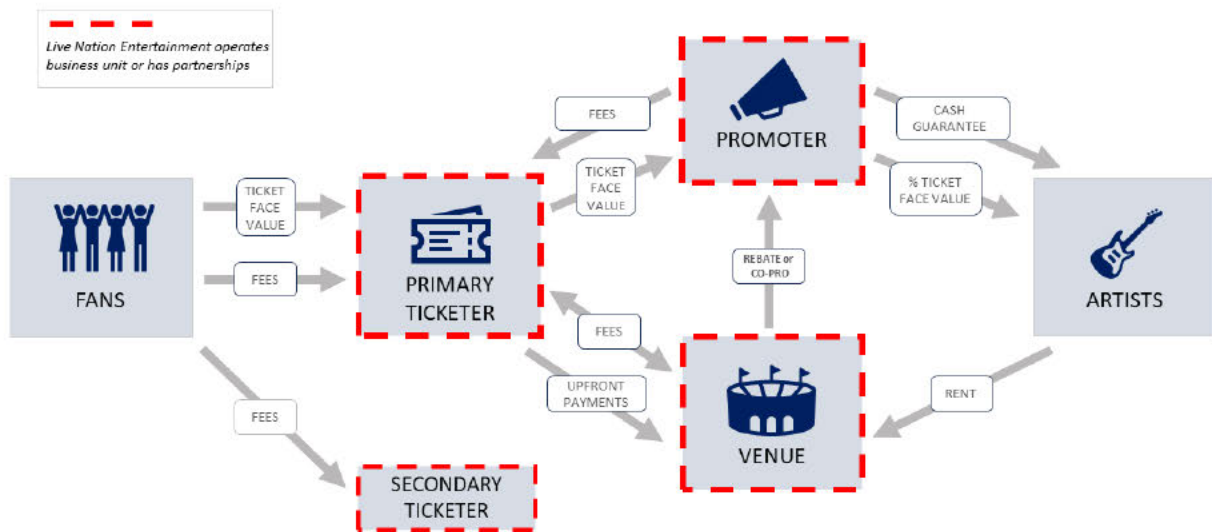 Live Nation Entertainment operates
business unit or has partnerships
FEES
PROMOTER
CASH
GUARANTEE
TICKET
FACE
VALUE
TICKET
FACE
VALUE
% TICKET
FACE VALUE
FEES
FANS
PRIMARY
TICKETER
REBATE or
CO-PRO
ARTISTS
FEES
UPFRONT
PAYMENTS
RENT
FEES
VENUE
SECONDARY
TICKETER